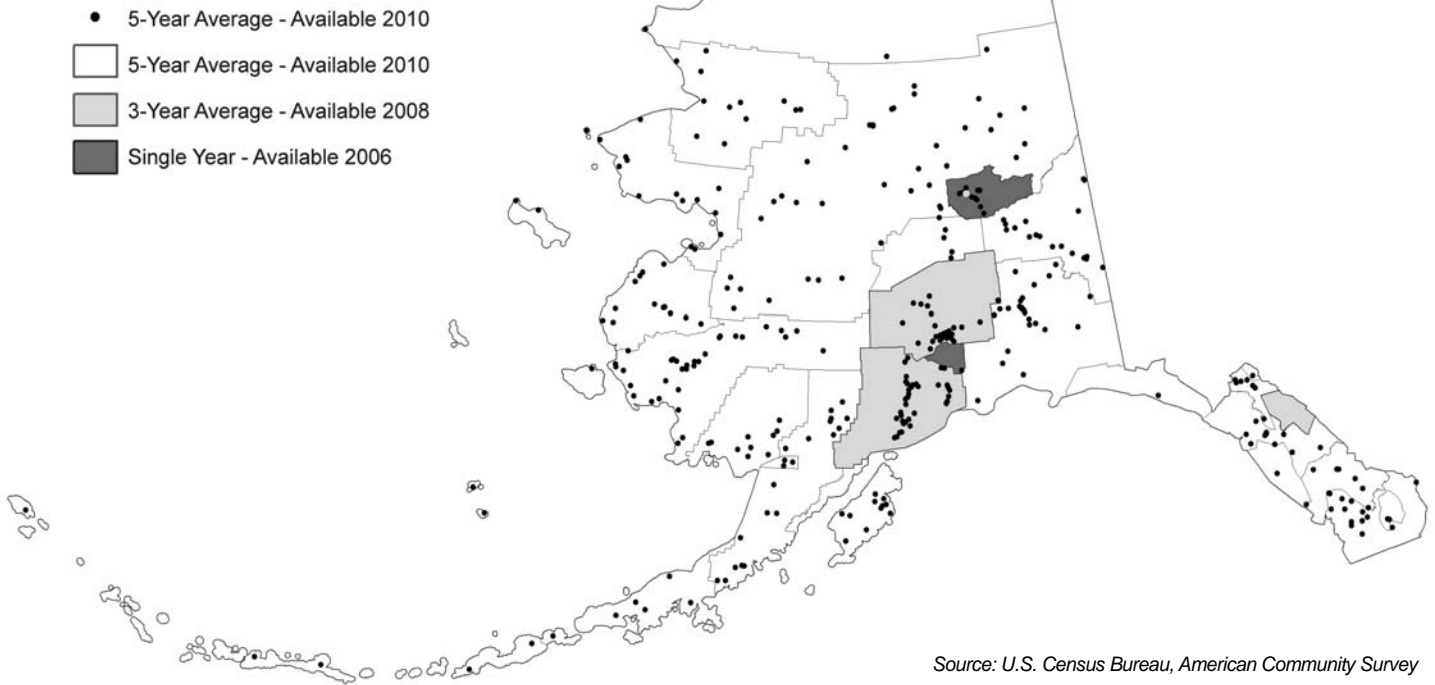 5-Year Average - Available 2010
5-Year Average - Available 2010
3-Year Average - Available 2008
Single Year - Available 2006
Source: U.S. Census Bureau, American Community Survey